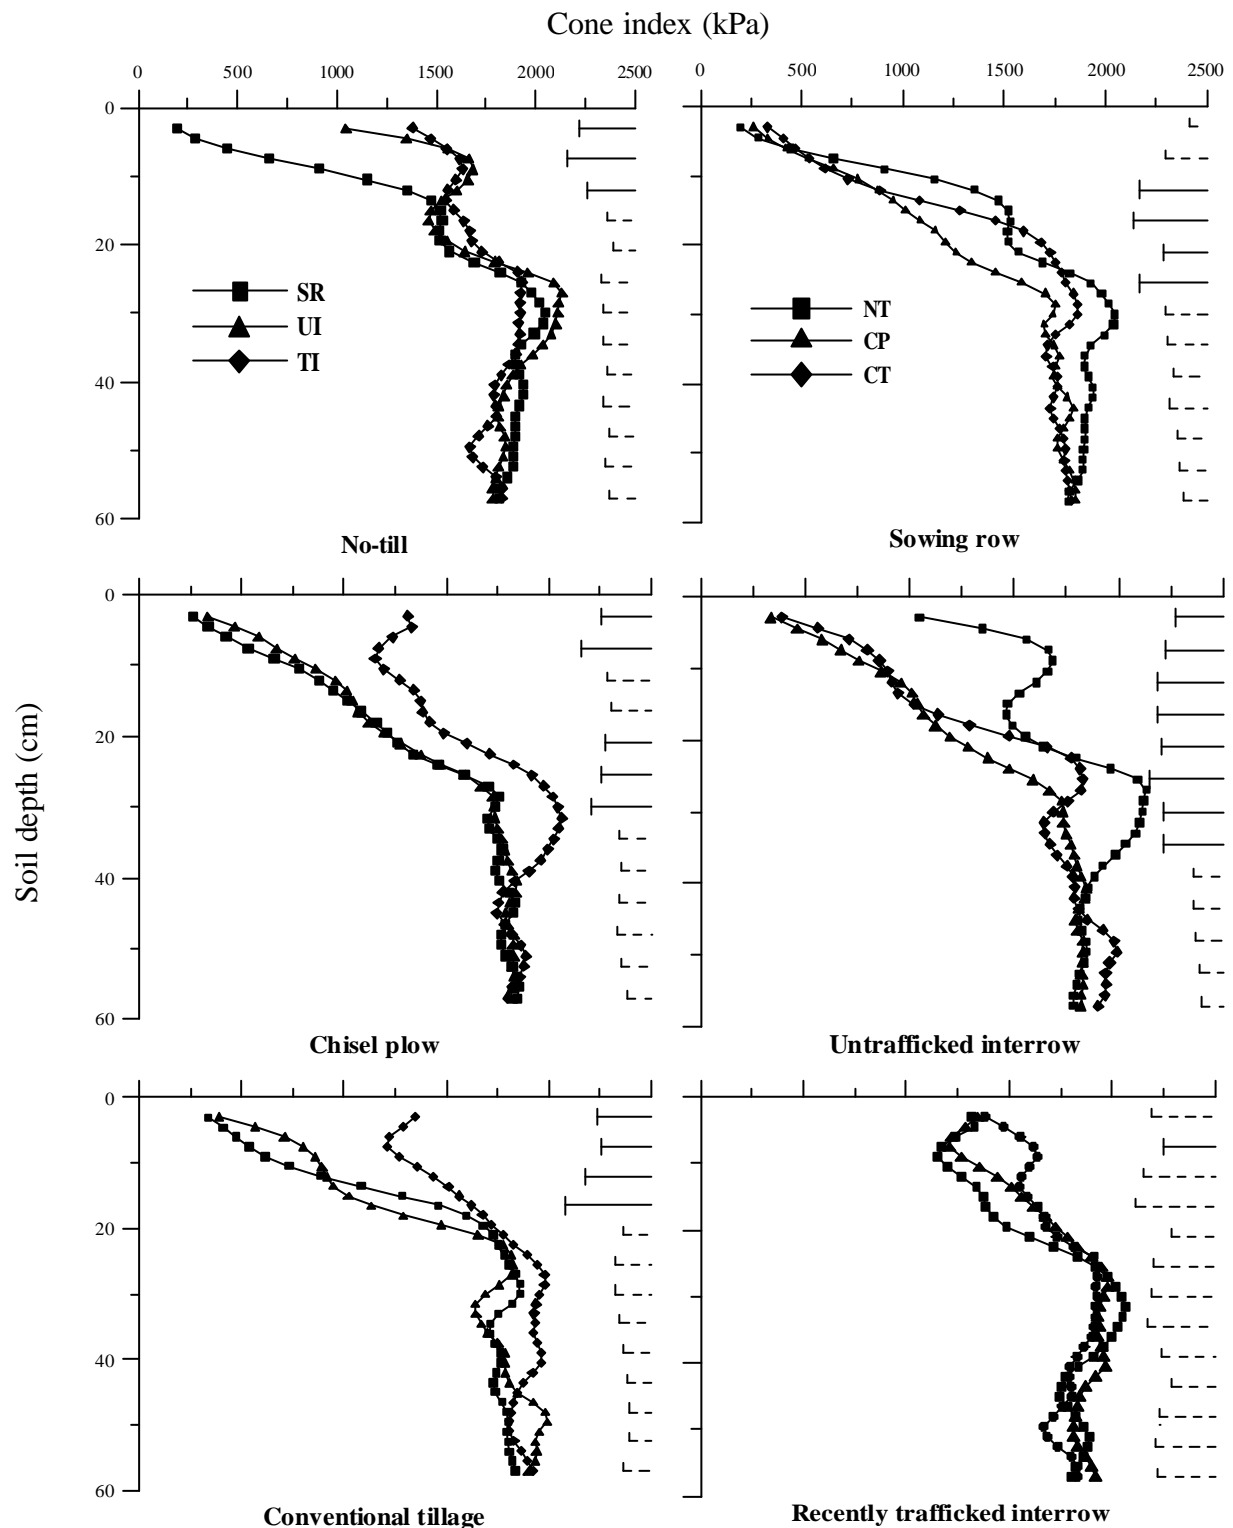 Cone index (kPa)
0 500 1000 1500 2000 2500
0 500 1000 1500 2000 2500
0
20
40
60
SR
UI
TI
NT
CP
CT
No-till
Sowing row
Soil depth (cm)
0
20
40
60
Chisel plow
Untrafficked interrow
0
20
40
60
Conventional tillage
Recently trafficked interrow